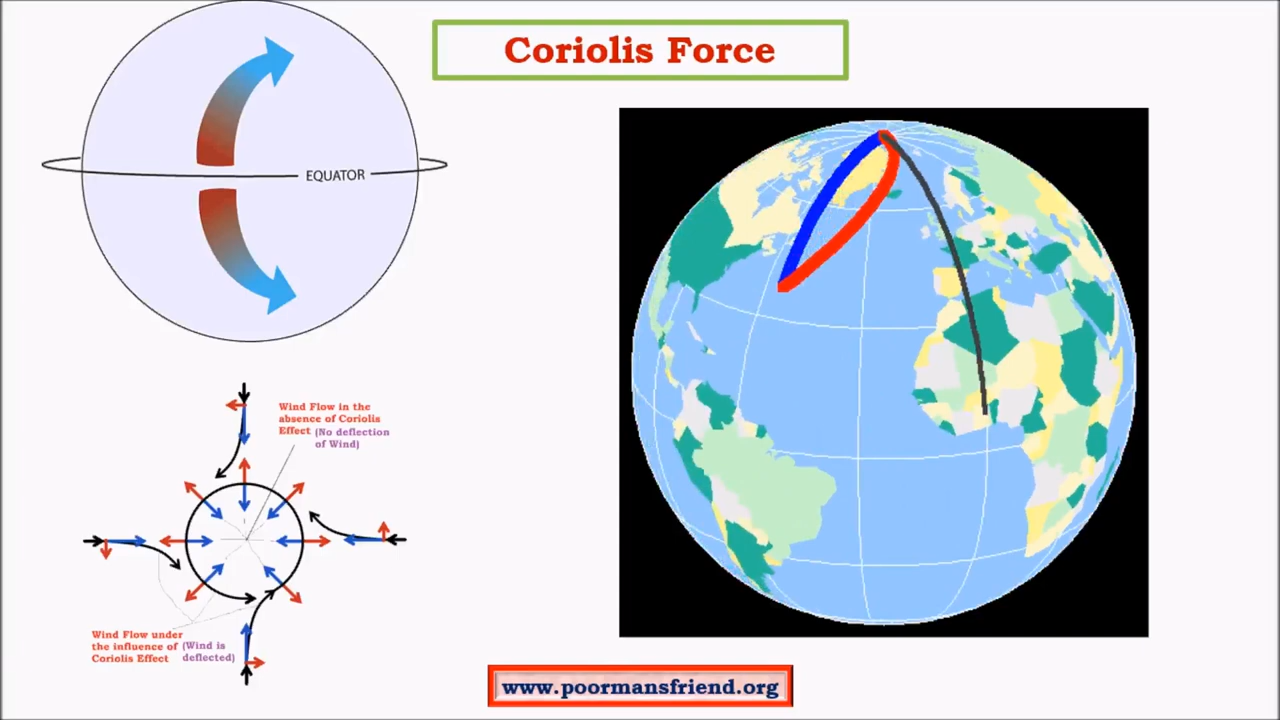 Coriolis Force
EQUATOR
Wind Flow in the
absence of Coriolis
Effect (No deflection
of Wind)
Wind Flow under
the influence of (Wind is
Coriolis Effect deflected)
www.poormansfriend.org